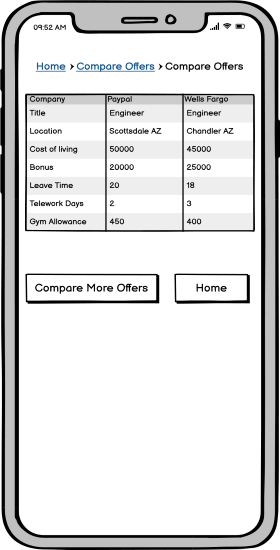 09:52 AM
Home > Compare Offers > Compare Offers
Company Paypal Wells Fargo
Title Engineer Engineer
Location Scottsdale AZ Chandler AZ
Cost of living 50000 45000
Bonus 20000 25000
Leave Time 20 18
Telework Days 2 3
Gym Allowance 450 400
Compare More Offers Home